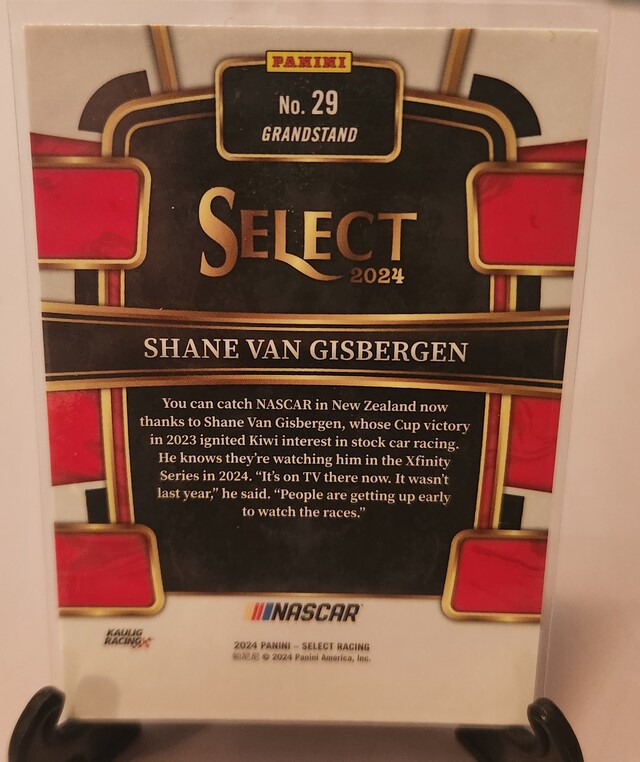 PANINI
No. 29
GRANDSTAND
SELECT
2024
SHANE VAN GISBERGEN
You can catch NASCAR in New Zealand now
thanks to Shane Van Gisbergen, whose Cup victory
in 2023 ignited Kiwi interest in stock car racing.
He knows they're watching him in the Xfinity
Series in 2024. “It's on TV there now. It wasn't
last year,” he said. “People are getting up early
to watch the races.”
NASCAR
KAULIG
RACING
2024 PANINI – SELECT RACING
© 2024 Panini America, Inc.